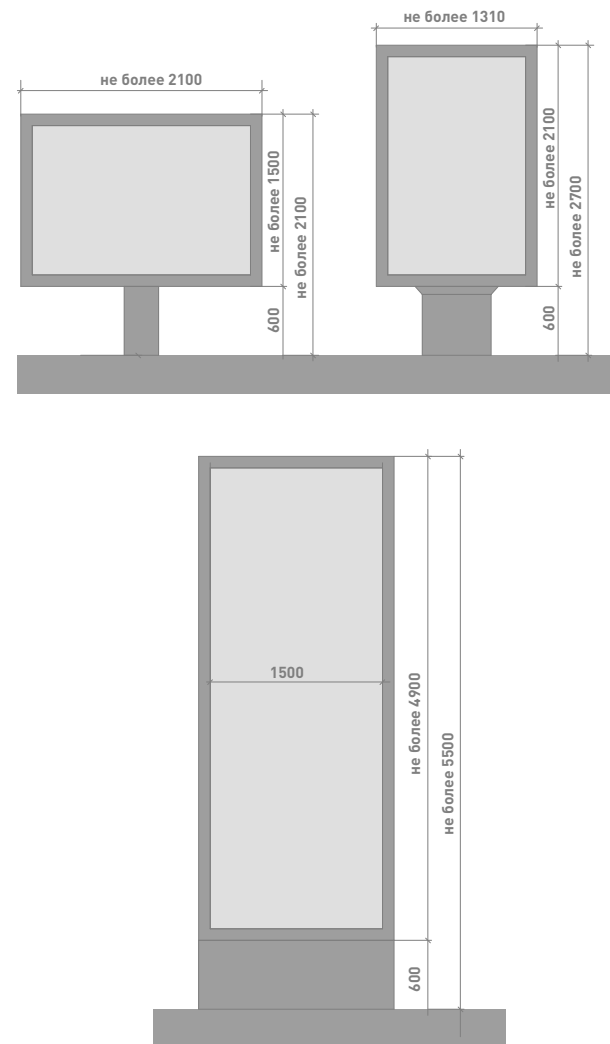 не более 2100
не более 1500
не более 2100
600
не более 1310
не более 2100
не более 2700
600
1500
не более 4900
не более 5500
600